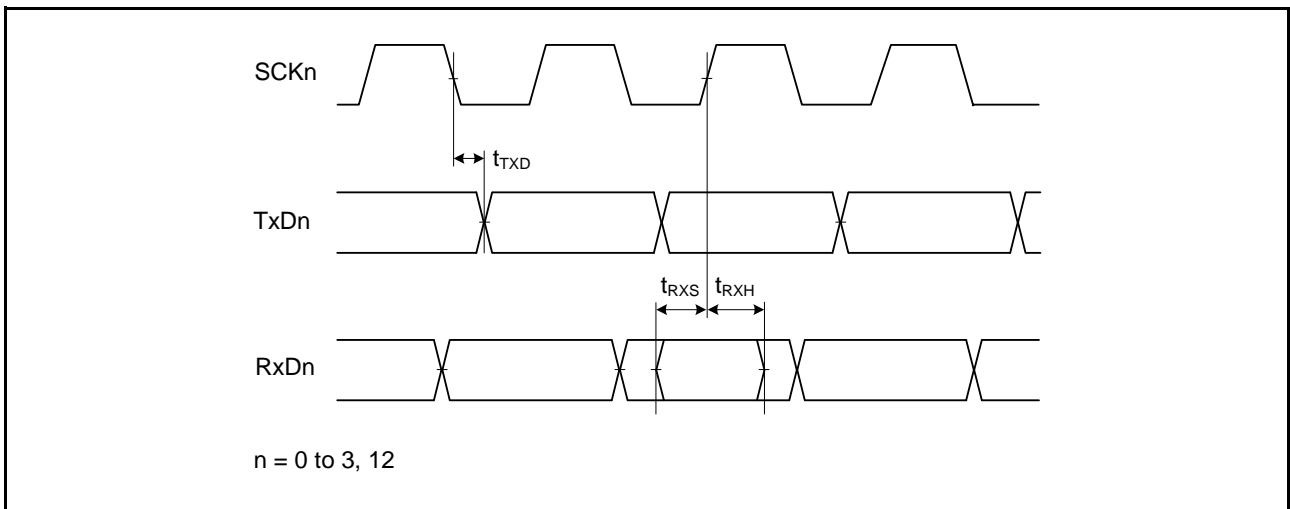 SCKn
tTXD
TxDn
tRXS tRXH
RxDn
n = 0 to 3, 12